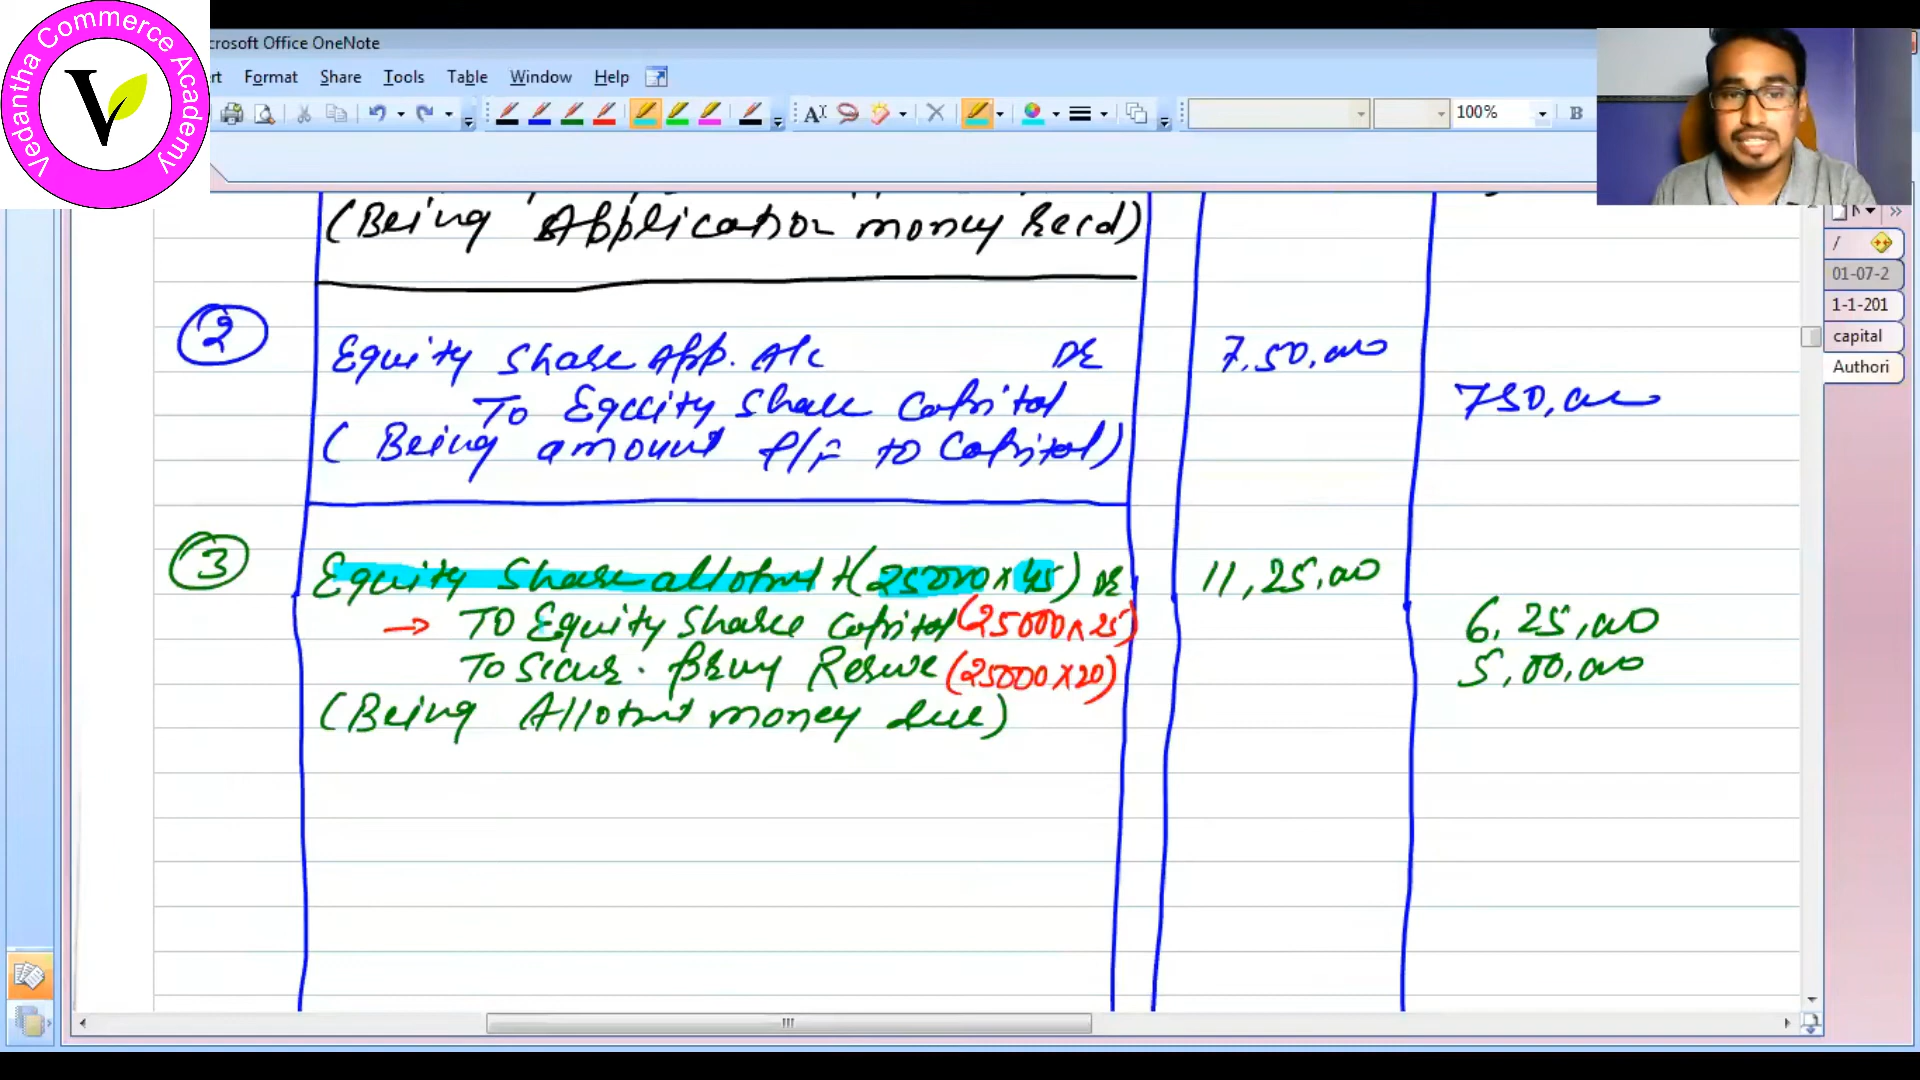 Vedantha Commerce Academy
V
crosoft Office OneNote
rt Format Share Tools Table Window Help
100% B
(Being Application money Recd)
2
Equity Share App. A/c Dr 7,50,000
To Equity Share Capital 750,000
(Being amount t/f to Capital)
3
Equity Share allotmt + (25000 x 45) Dr 11,25,000
→ To Equity Share Capital (25000 x 25) 6,25,000
To Secur. Prem Reserve (25000 x 20) 5,00,000
(Being Allotmt money due)
/
01-07-2
1-1-201
capital
Authori